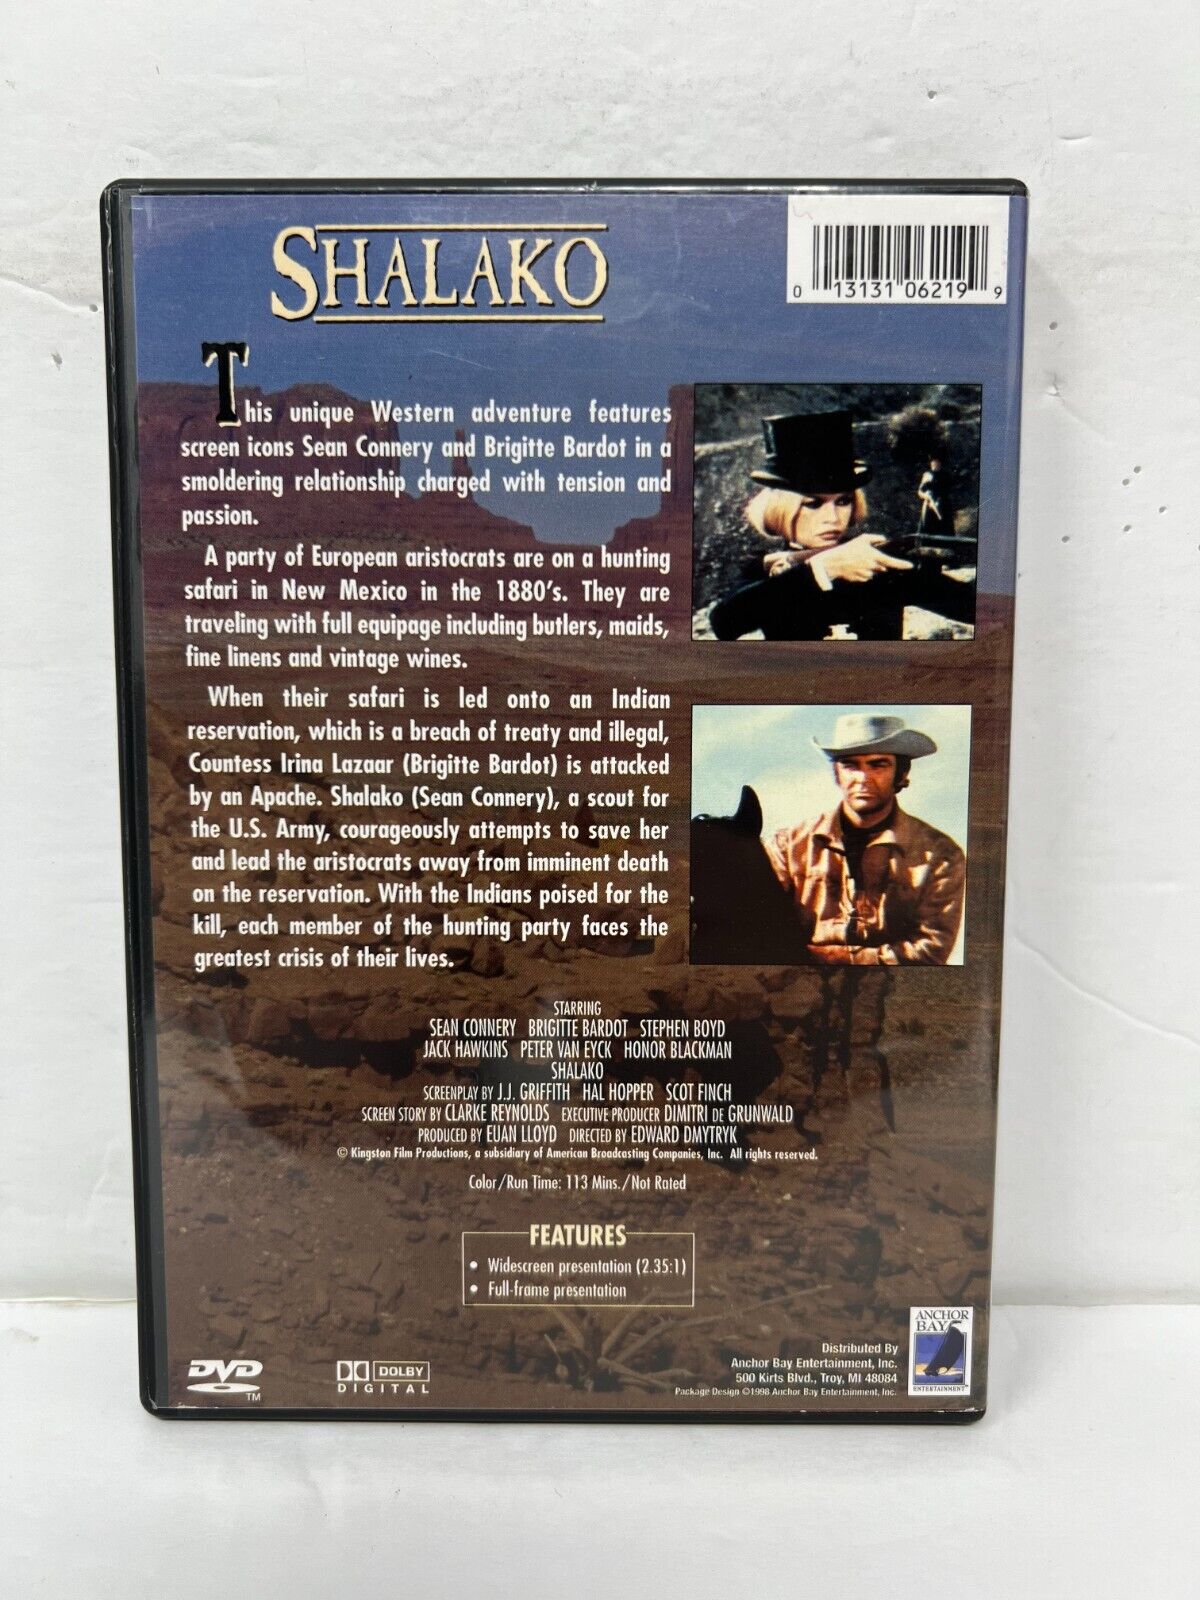 SHALAKO
0 13131 06219 9
This unique Western adventure features
screen icons Sean Connery and Brigitte Bardot in a
smoldering relationship charged with tension and
passion.
A party of European aristocrats are on a hunting
safari in New Mexico in the 1880's. They are
traveling with full equipage including butlers, maids,
fine linens and vintage wines.
When their safari is led onto an Indian
reservation, which is a breach of treaty and illegal,
Countess Irina Lazaar (Brigitte Bardot) is attacked
by an Apache. Shalako (Sean Connery), a scout for
the U.S. Army, courageously attempts to save her
and lead the aristocrats away from imminent death
on the reservation. With the Indians poised for the
kill, each member of the hunting party faces the
greatest crisis of their lives.
STARRING
SEAN CONNERY BRIGITTE BARDOT STEPHEN BOYD
JACK HAWKINS PETER VAN EYCK HONOR BLACKMAN
SHALAKO
SCREENPLAY BY J.J. GRIFFITH HAL HOPPER SCOT FINCH
SCREEN STORY BY CLARKE REYNOLDS EXECUTIVE PRODUCER DIMITRI DE GRUNWALD
PRODUCED BY EUAN LLOYD DIRECTED BY EDWARD DMYTRYK
© Kingston Film Productions, a subsidiary of American Broadcasting Companies, Inc. All rights reserved.
Color/Run Time: 113 Mins./Not Rated
FEATURES
• Widescreen presentation (2.35:1)
• Full-frame presentation
DVD
TM
DOLBY
DIGITAL
Distributed By
Anchor Bay Entertainment, Inc.
500 Kirts Blvd., Troy, MI 48084
Package Design ©1998 Anchor Bay Entertainment, Inc.
ANCHOR
BAY
ENTERTAINMENT